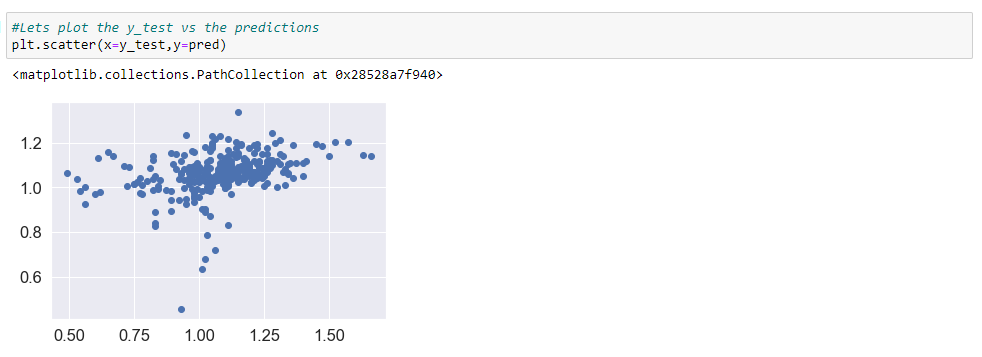 #Lets plot the y_test vs the predictions
plt.scatter(x=y_test,y=pred)
<matplotlib.collections.PathCollection at 0x28528a7f940>
1.2
1.0
0.8
0.6
0.50 0.75 1.00 1.25 1.50